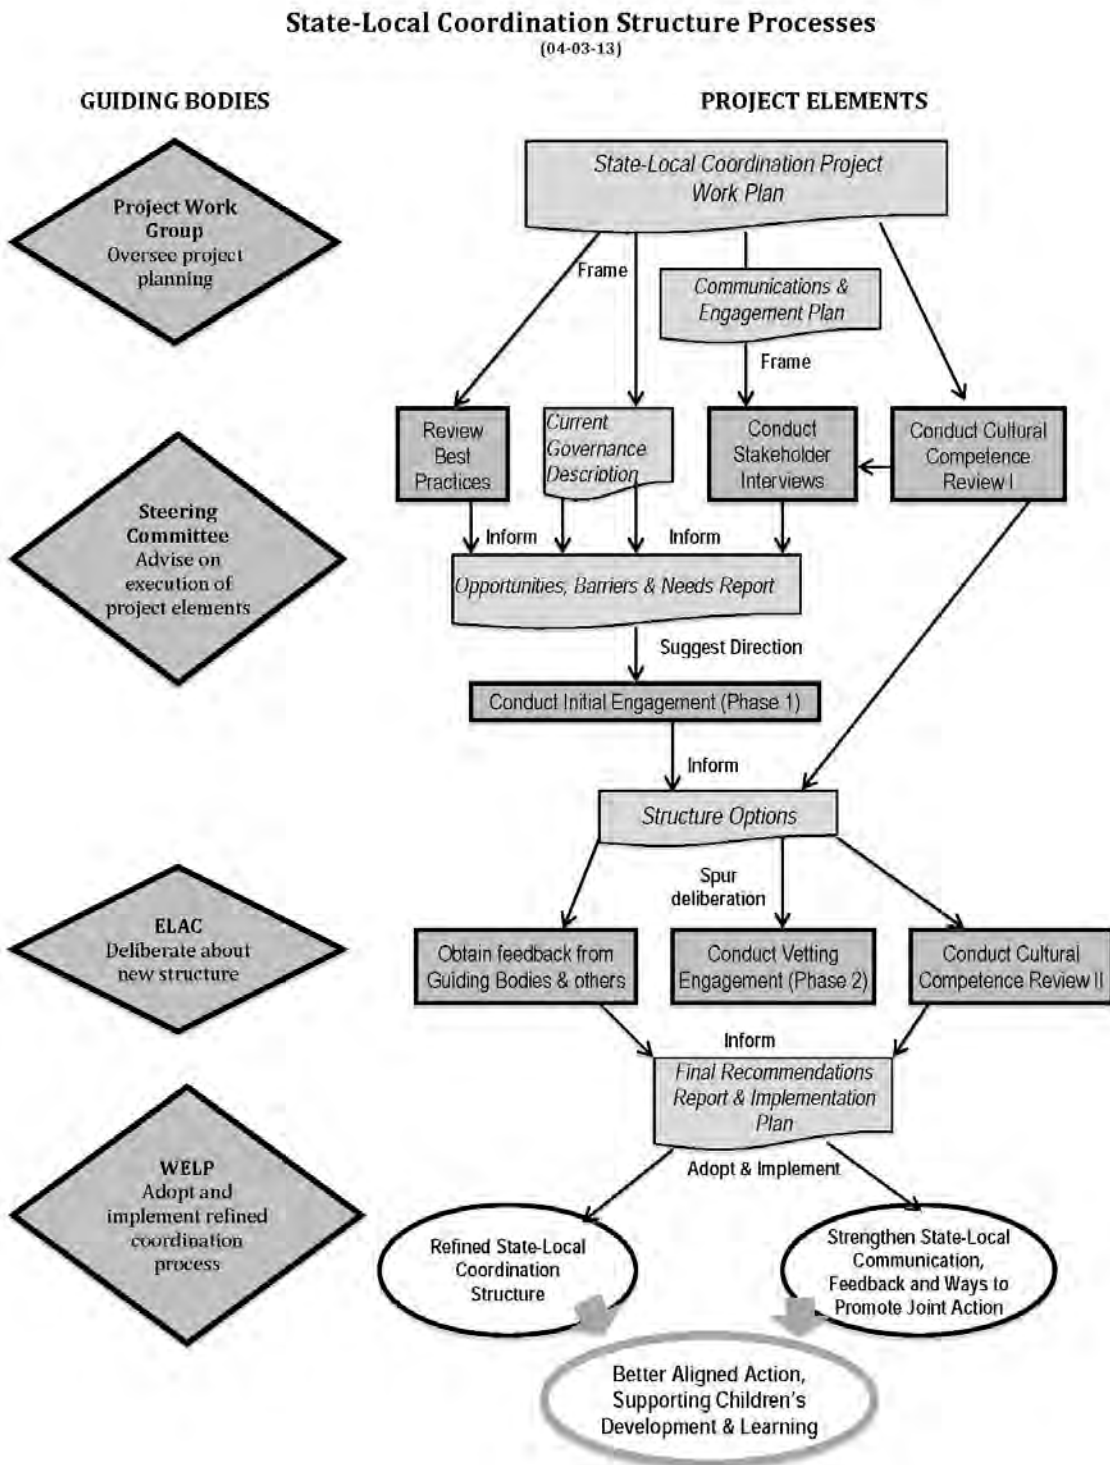 State-Local Coordination Structure Processes
(04-03-13)
GUIDING BODIES
PROJECT ELEMENTS
Project Work
Group
Oversee project
planning
Steering
Committee
Advise on
execution of
project elements
ELAC
Deliberate about
new structure
WELP
Adopt and
implement refined
coordination
process
State-Local Coordination Project
Work Plan
Frame
Communications &
Engagement Plan
Frame
Review
Best
Practices
Current
Governance
Description
Conduct
Stakeholder
Interviews
Conduct Cultural
Competence
Review I
Inform
Inform
Opportunities, Barriers & Needs Report
Suggest Direction
Conduct Initial Engagement (Phase 1)
Inform
Structure Options
Spur
deliberation
Obtain feedback from
Guiding Bodies & others
Conduct Vetting
Engagement (Phase 2)
Conduct Cultural
Competence Review II
Inform
Final Recommendations
Report & Implementation
Plan
Adopt & Implement
Refined State-Local
Coordination
Structure
Strengthen State-Local
Communication,
Feedback and Ways to
Promote Joint Action
Better Aligned Action,
Supporting Children's
Development & Learning